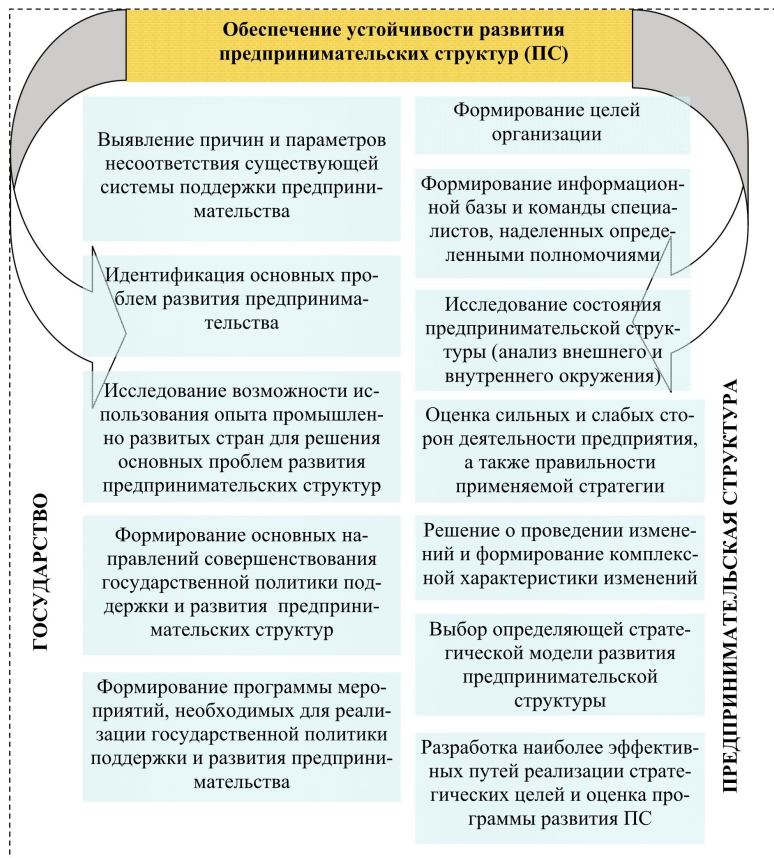 Обеспечение устойчивости развития
предпринимательских структур (ПС)
Выявление причин и параметров
несоответствия существующей
системы поддержки предприни-
мательства
Идентификация основных про-
блем развития предпринима-
тельства
Исследование возможности ис-
пользования опыта промышлен-
но развитых стран для решения
основных проблем развития
предпринимательских структур
Формирование основных на-
правлений совершенствования
государственной политики под-
держки и развития предприни-
мательских структур
Формирование программы меро-
приятий, необходимых для реали-
зации государственной политики
поддержки и развития предприни-
мательства
ГОСУДАРСТВО
Формирование целей
организации
Формирование информацион-
ной базы и команды специа-
листов, наделенных опреде-
ленными полномочиями
Исследование состояния
предпринимательской струк-
туры (анализ внешнего и
внутреннего окружения)
Оценка сильных и слабых сто-
рон деятельности предприятия,
а также правильности
применяемой стратегии
Решение о проведении измене-
ний и формирование комплекс-
ной характеристики изменений
Выбор определяющей страте-
гической модели развития
предпринимательской
структуры
Разработка наиболее эффектив-
ных путей реализации страте-
гических целей и оценка про-
граммы развития ПС
ПРЕДПРИНИМАТЕЛЬСКАЯ СТРУКТУРА